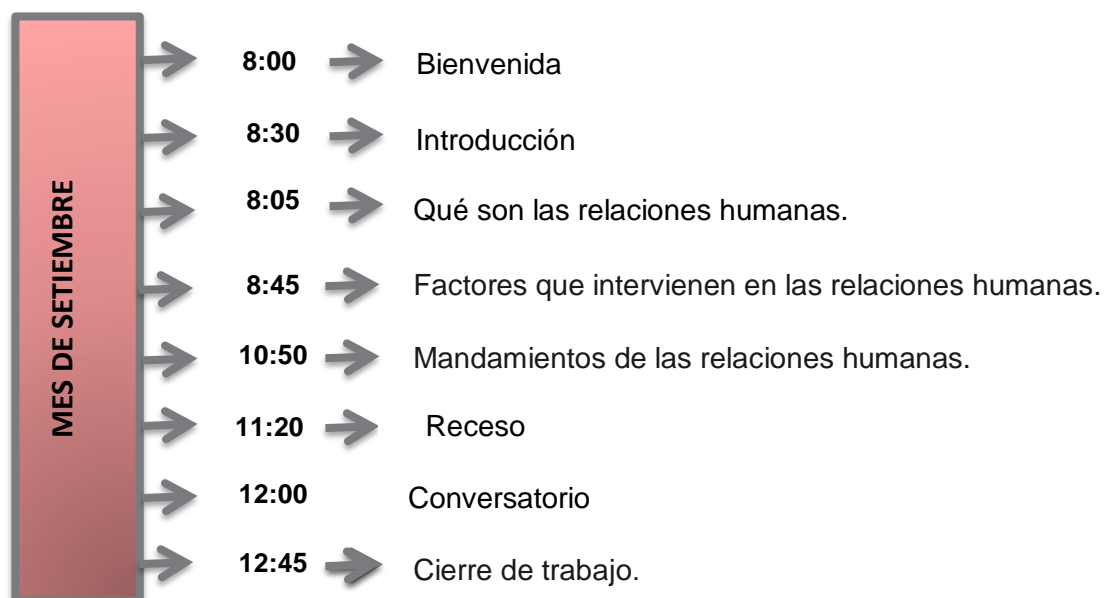 MES DE SETIEMBRE
8:00 Bienvenida
8:30 Introducción
8:05 Qué son las relaciones humanas.
8:45 Factores que intervienen en las relaciones humanas.
10:50 Mandamientos de las relaciones humanas.
11:20 Receso
12:00 Conversatorio
12:45 Cierre de trabajo.